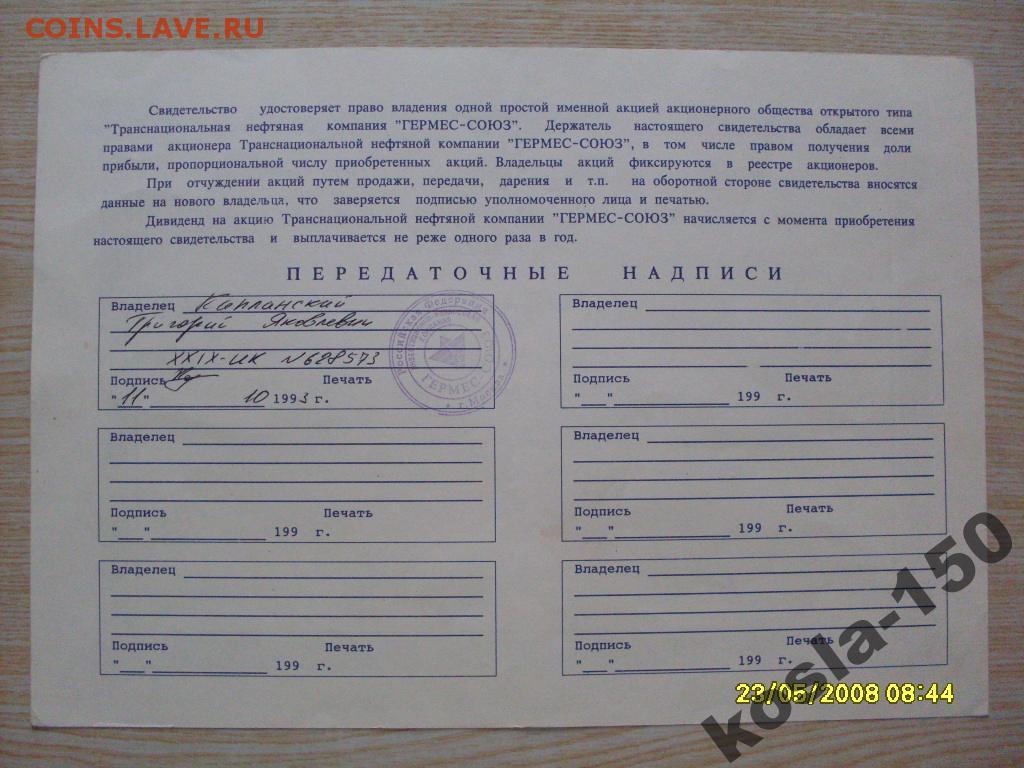 COINS.LAVE.RU
Свидетельство удостоверяет право владения одной простой именной акцией акционерного общества открытого типа
"Транснациональная нефтяная компания "ГЕРМЕС-СОЮЗ". Держатель настоящего свидетельства обладает всеми
правами акционера Транснациональной нефтяной компании "ГЕРМЕС-СОЮЗ", в том числе правом получения доли
прибыли, пропорциональной числу приобретенных акций. Владельцы акций фиксируются в реестре акционеров.
При отчуждении акций путем продажи, передачи, дарения и т.п. на оборотной стороне свидетельства вносятся
данные на нового владельца, что заверяется подписью уполномоченного лица и печатью.
Дивиденд на акцию Транснациональной нефтяной компании "ГЕРМЕС-СОЮЗ" начисляется с момента приобретения
настоящего свидетельства и выплачивается не реже одного раза в год.
ПЕРЕДАТОЧНЫЕ НАДПИСИ
Владелец
Григорий Яковлевич
XXIX-ИК N628573
Подпись Печать
"11" 10 1993 г.
Российская Федерация
ГЕРМЕС-СОЮЗ
г. Москва
Владелец
Подпись Печать
"__" 199 г.
Владелец
Подпись Печать
"__" 199 г.
Владелец
Подпись Печать
"__" 199 г.
Владелец
Подпись Печать
"__" 199 г.
Владелец
Подпись Печать
"__" 199 г.
kosla-150
23/05/2008 08:44